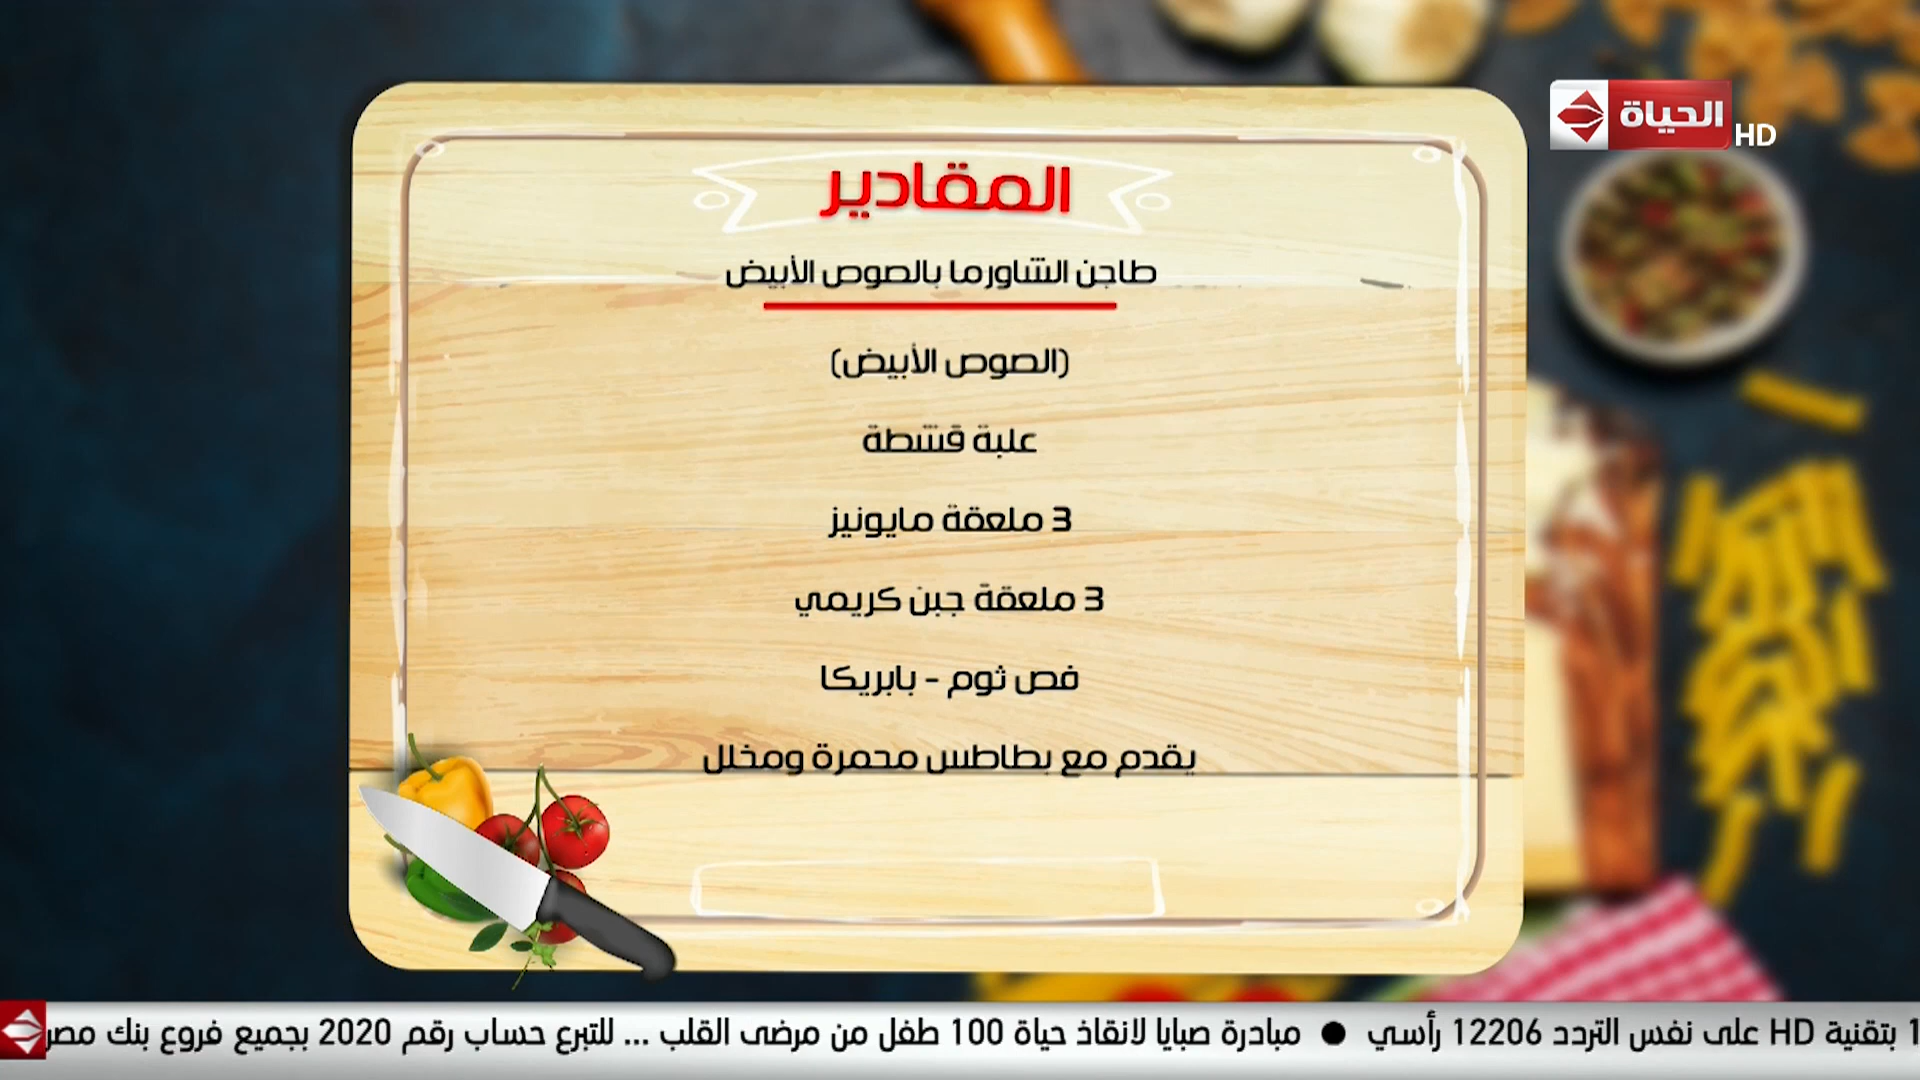 الحياة HD
المقادير
طاجن الشاورما بالصوص الأبيض
(الصوص الأبيض)
علبة قشطة
3 ملعقة مايونيز
3 ملعقة جبن كريمي
فص ثوم - بابريكا
يقدم مع بطاطس محمرة ومخلل
بتقنية HD على نفس التردد 12206 رأسي ● مبادرة صبايا لانقاذ حياة 100 طفل من مرضى القلب ... للتبرع حساب رقم 2020 بجميع فروع بنك مصر